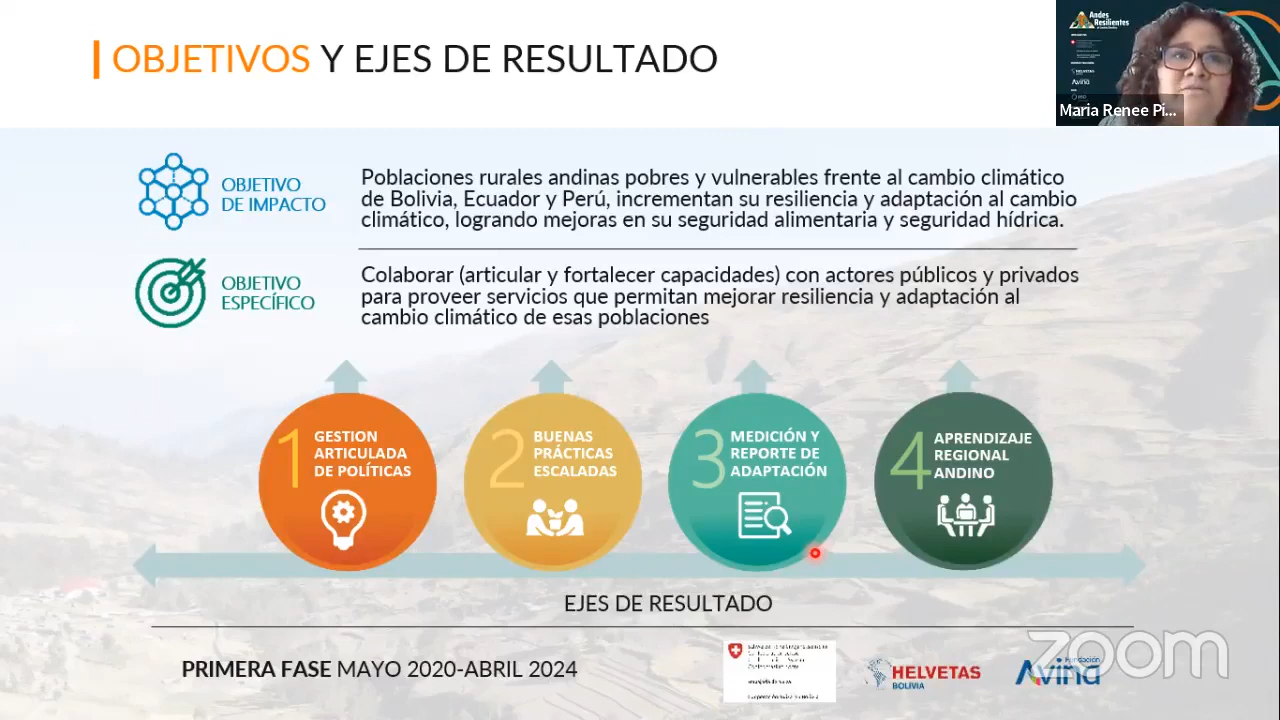 OBJETIVOS Y EJES DE RESULTADO
Andes
Resilientes
HELVETAS
Avina
Maria Renee Pi...
OBJETIVO
DE IMPACTO
Poblaciones rurales andinas pobres y vulnerables frente al cambio climático
de Bolivia, Ecuador y Perú, incrementan su resiliencia y adaptación al cambio
climático, logrando mejoras en su seguridad alimentaria y seguridad hídrica.
OBJETIVO
ESPECÍFICO
Colaborar (articular y fortalecer capacidades) con actores públicos y privados
para proveer servicios que permitan mejorar resiliencia y adaptación al
cambio climático de esas poblaciones
1
GESTION
ARTICULADA
DE POLÍTICAS
2
BUENAS
PRÁCTICAS
ESCALADAS
3
MEDICIÓN Y
REPORTE DE
ADAPTACIÓN
4
APRENDIZAJE
REGIONAL
ANDINO
EJES DE RESULTADO
PRIMERA FASE MAYO 2020-ABRIL 2024
HELVETAS
BOLIVIA
Fundación
Avina
zoom